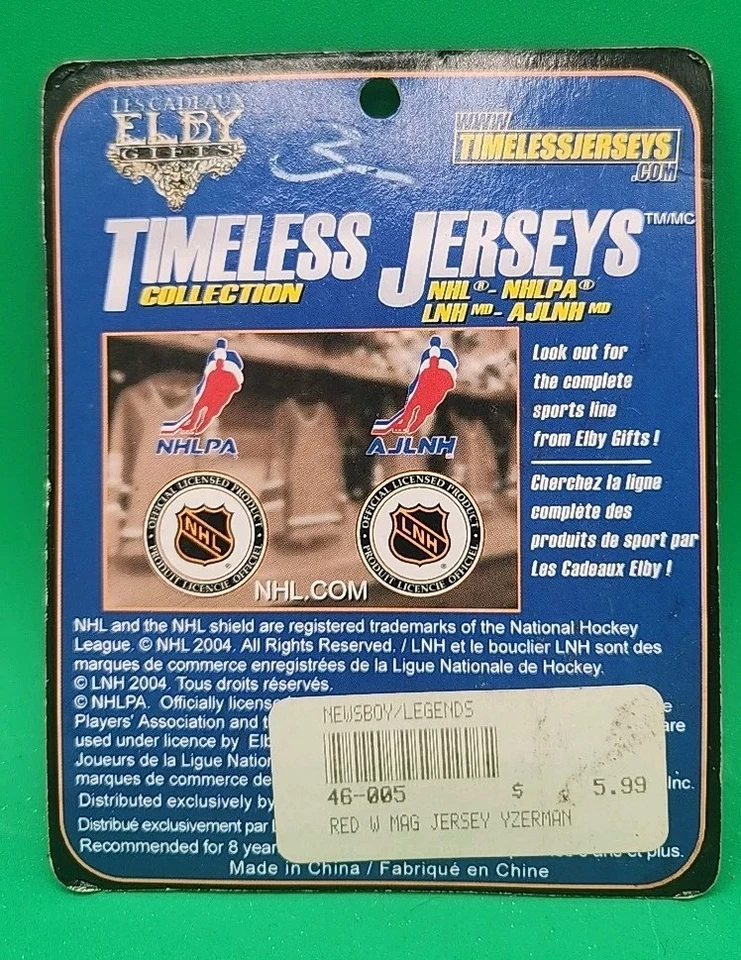 LES CADEAUX
ELBY
GIFTS
WWW.
TIMELESSJERSEYS
.COM
TIMELESS JERSEYS TM/MC
COLLECTION
NHL ® - NHLPA ®
LNH MD - AJLNH MD
NHLPA
AJLNH
OFFICIAL LICENSED PRODUCT
NHL
PRODUIT LICENCIE OFFICIEL
®
OFFICIAL LICENSED PRODUCT
LNH
PRODUIT LICENCIE OFFICIEL
®
NHL.COM
Look out for
the complete
sports line
from Elby Gifts !
Cherchez la ligne
complète des
produits de sport par
Les Cadeaux Elby !
NHL and the NHL shield are registered trademarks of the National Hockey
League. © NHL 2004. All Rights Reserved. / LNH et le bouclier LNH sont des
marques de commerce enregistrées de la Ligue Nationale de Hockey.
© LNH 2004. Tous droits réservés.
© NHLPA. Officially
Players' Association and
are
used under licence by
Joueurs de la Ligue
marques de commerce de
Inc.
Distributed exclusively by
Distribué exclusivement par
Recommended for 8
plus.
Made in China / Fabriqué en Chine
NEWSBOY/LEGENDS
46-005 $ 5.99
RED W MAG JERSEY YZERMAN